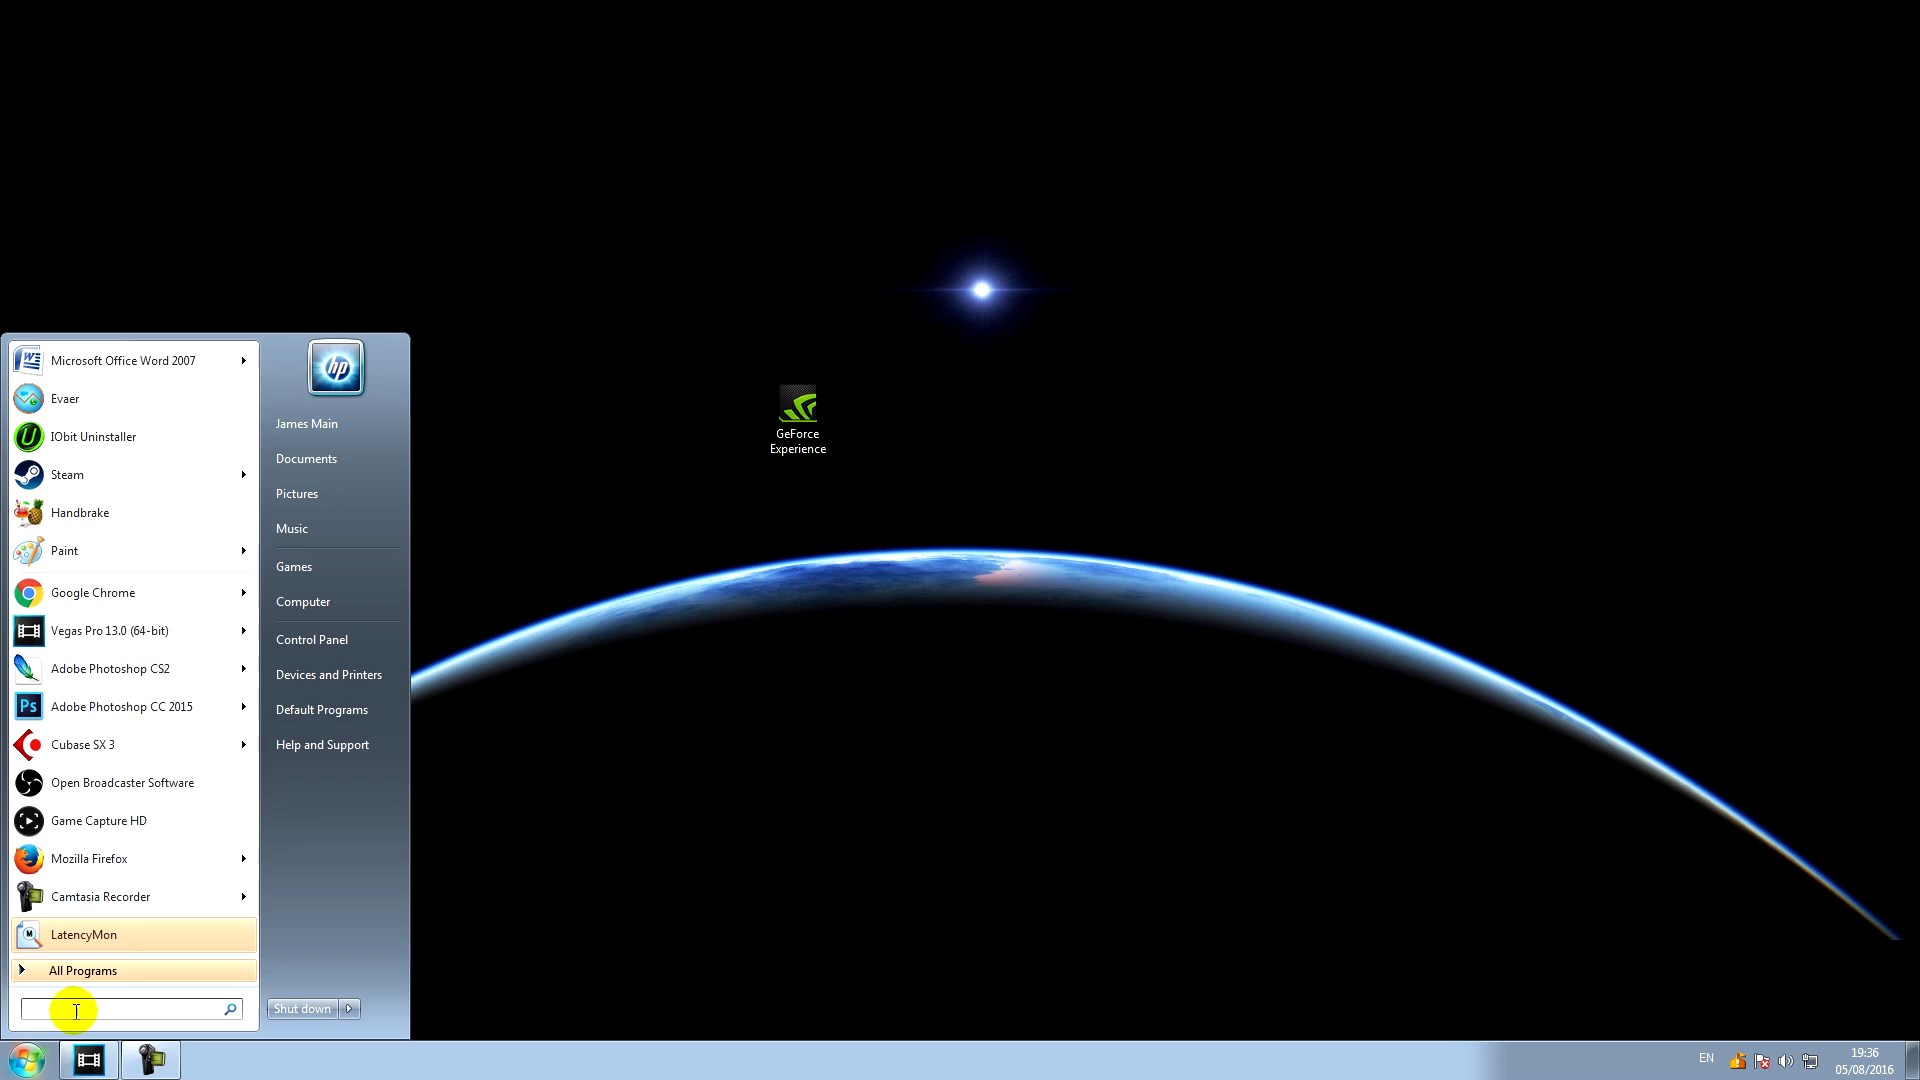 GeForce
Experience
Microsoft Office Word 2007
Evaer
IObit Uninstaller
Steam
Handbrake
Paint
Google Chrome
Vegas Pro 13.0 (64-bit)
Adobe Photoshop CS2
Ps
Adobe Photoshop CC 2015
Cubase SX 3
Open Broadcaster Software
Game Capture HD
Mozilla Firefox
Camtasia Recorder
M
LatencyMon
All Programs
hp
James Main
Documents
Pictures
Music
Games
Computer
Control Panel
Devices and Printers
Default Programs
Help and Support
Shut down
EN
19:36
05/08/2016